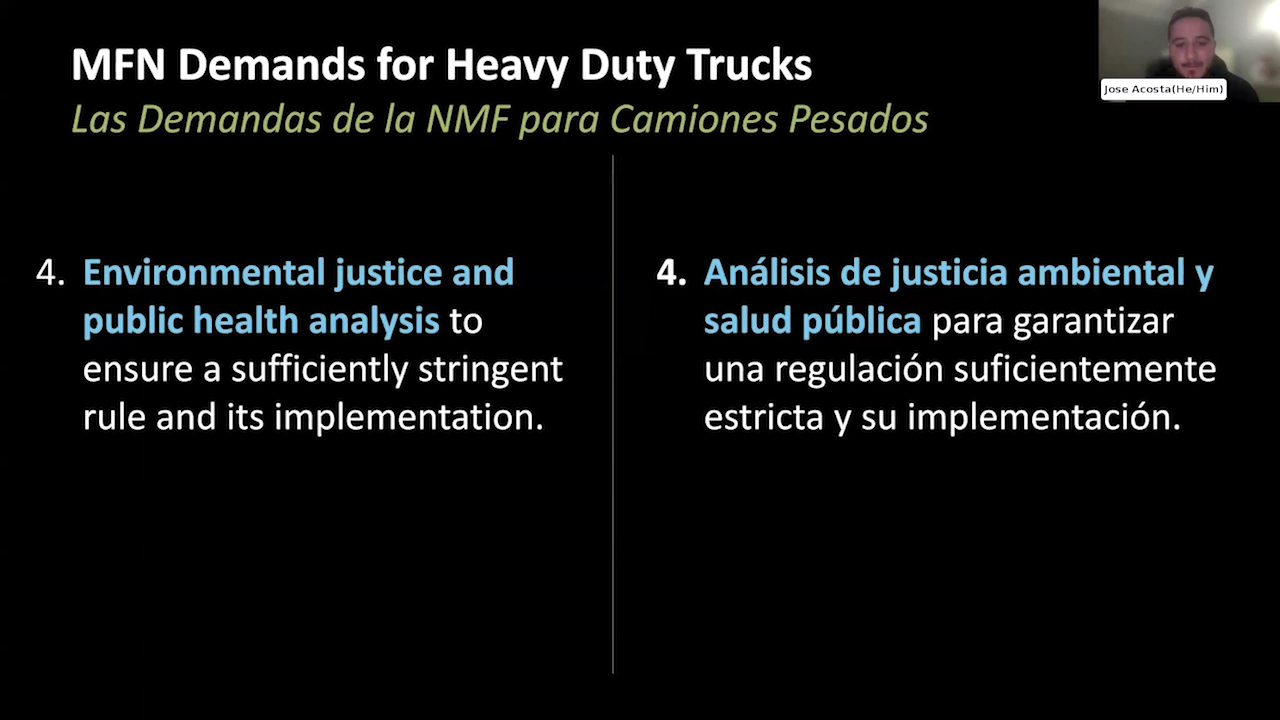 MFN Demands for Heavy Duty Trucks
Las Demandas de la NMF para Camiones Pesados
Jose Acosta(He/Him)
4. Environmental justice and
public health analysis to
ensure a sufficiently stringent
rule and its implementation.
4. Análisis de justicia ambiental y
salud pública para garantizar
una regulación suficientemente
estricta y su implementación.